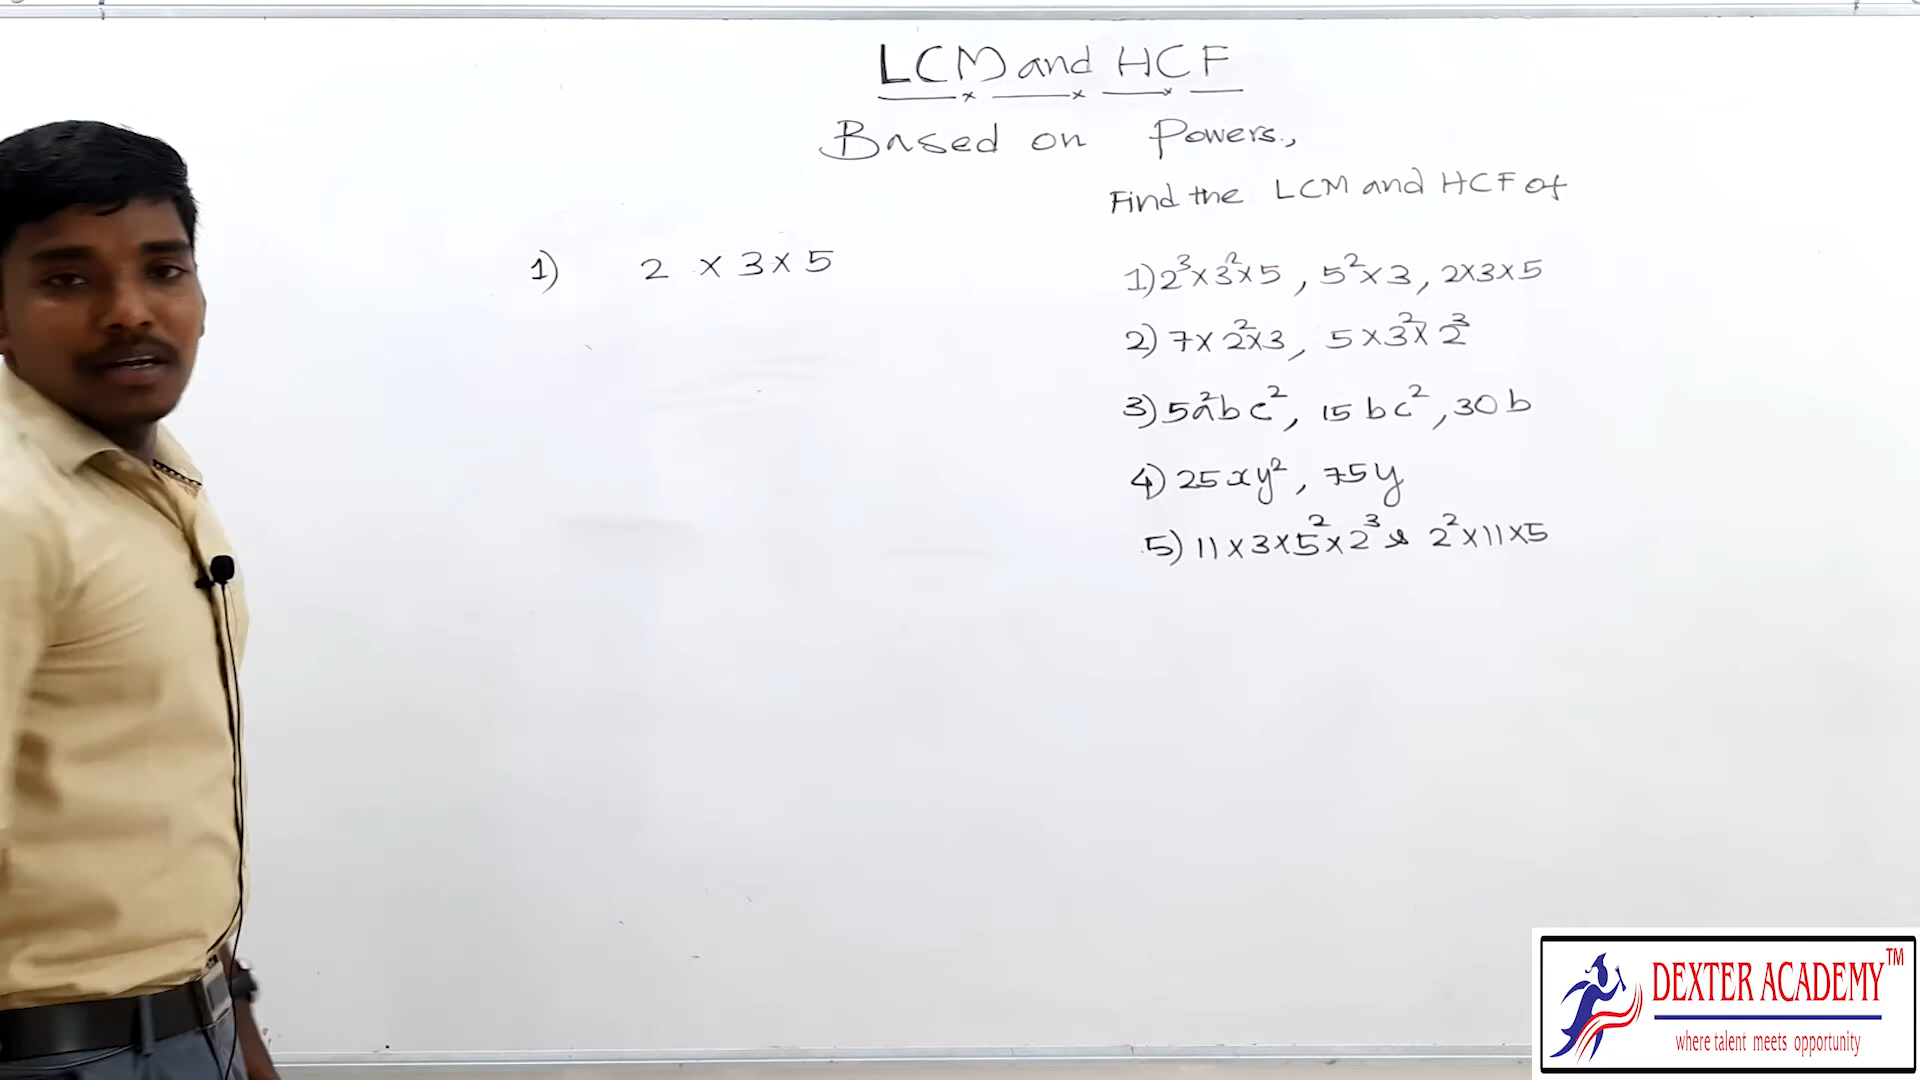 LCM and HCF
Based on Powers.,
Find the LCM and HCF of
1) 2 × 3 × 5
1) 2³×3²×5 , 5²×3 , 2×3×5
2) 7×2²×3 , 5×3²×2³
3) 5a²bc² , 15bc² , 30b
4) 25xy² , 75y
5) 11×3×5²×2³ & 2²×11×5
DEXTER ACADEMY™
where talent meets opportunity